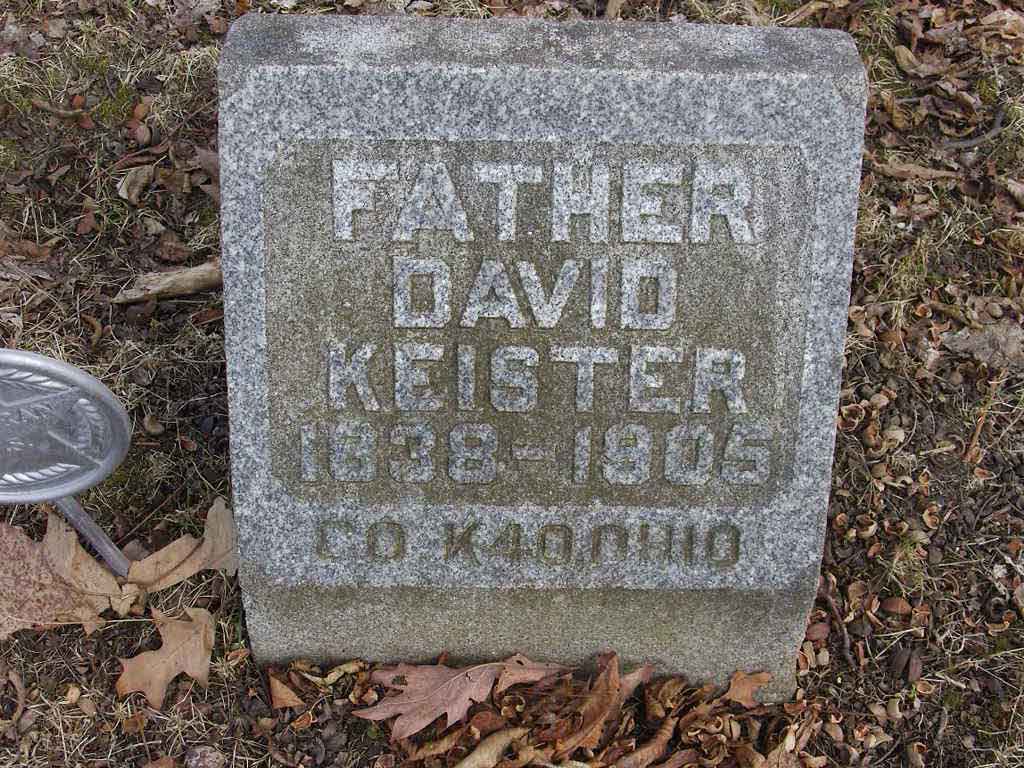 FATHER
DAVID
KEISTER
1838-1905
CO K 40 OHIO